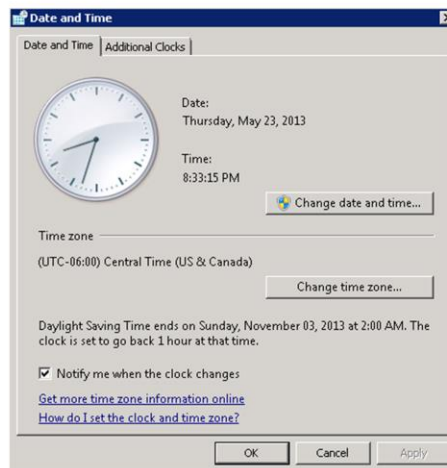 Date and Time
Date and Time
Additional Clocks
Date:
Thursday, May 23, 2013
Time:
8:33:15 PM
Change date and time...
Time zone
(UTC-06:00) Central Time (US & Canada)
Change time zone...
Daylight Saving Time ends on Sunday, November 03, 2013 at 2:00 AM. The
clock is set to go back 1 hour at that time.
Notify me when the clock changes
Get more time zone information online
How do I set the clock and time zone?
OK
Cancel
Apply